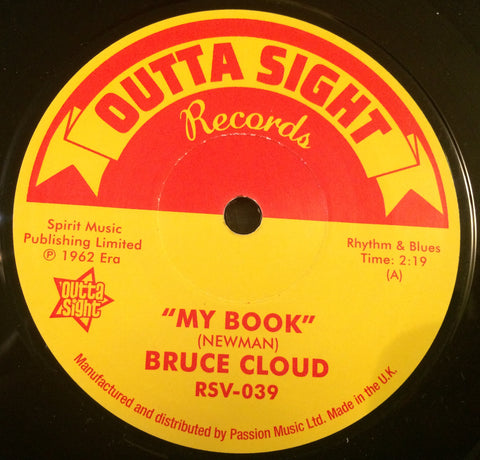 OUTTA SIGHT
Records
Spirit Music
Publishing Limited
℗ 1962 Era
Rhythm & Blues
Time: 2:19
(A)
outta
sight
"MY BOOK"
(NEWMAN)
BRUCE CLOUD
RSV-039
Manufactured and distributed by Passion Music Ltd. Made in the U.K.